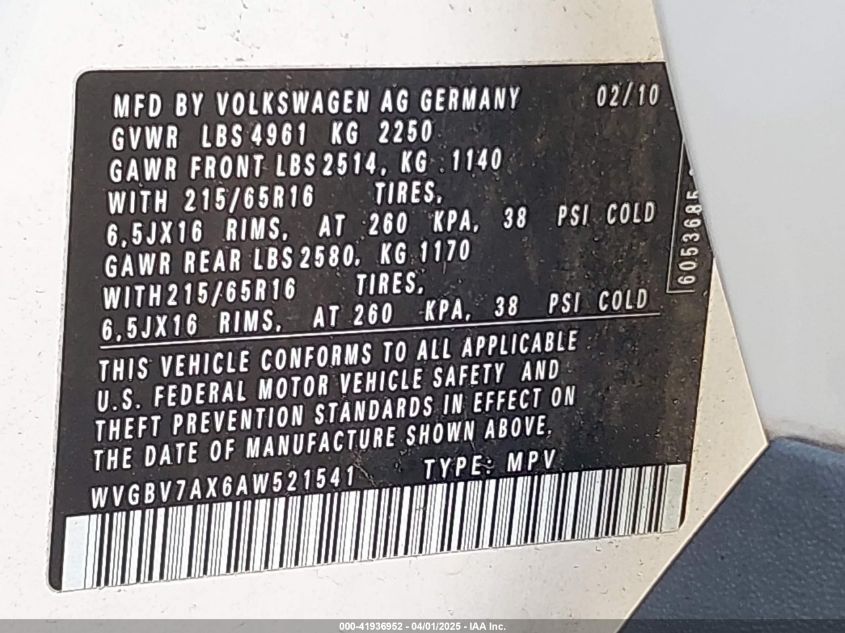 MFD BY VOLKSWAGEN AG GERMANY 02/10
GVWR LBS 4961 KG 2250
GAWR FRONT LBS 2514, KG 1140
WITH 215/65R16 TIRES,
6,5JX16 RIMS, AT 260 KPA, 38 PSI COLD
GAWR REAR LBS 2580, KG 1170
WITH 215/65R16 TIRES,
6,5JX16 RIMS, AT 260 KPA, 38 PSI COLD
THIS VEHICLE CONFORMS TO ALL APPLICABLE
U.S. FEDERAL MOTOR VEHICLE SAFETY AND
THEFT PREVENTION STANDARDS IN EFFECT ON
THE DATE OF MANUFACTURE SHOWN ABOVE.
WVGBV7AX6AW521541 TYPE: MPV
6053685
000-41936952 - 04/01/2025 - IAA Inc.